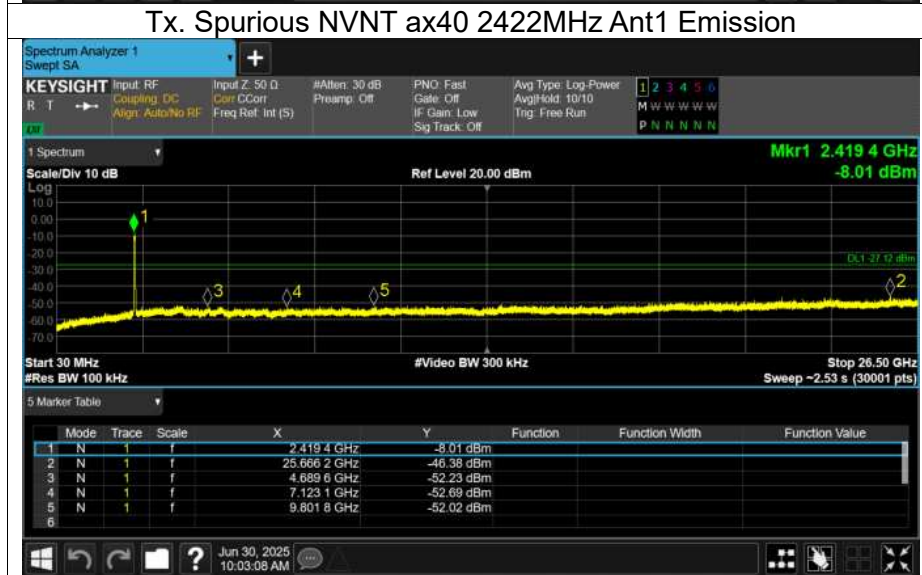 Tx. Spurious NVNT ax40 2422MHz Ant1 Emission
Spectrum Analyzer 1
Swept SA
+
KEYSIGHT
R T
Input: RF
Coupling: DC
Align: Auto/No RF
Input Z: 50 Ω
Corr CCorr
Freq Ref: Int (S)
#Atten: 30 dB
Preamp: Off
PNO: Fast
Gate: Off
IF Gain: Low
Sig Track: Off
Avg Type: Log-Power
Avg|Hold: 10/10
Trig: Free Run
1 2 3 4 5 6
M W W W W W
P N N N N N
1 Spectrum
Mkr1 2.419 4 GHz
Scale/Div 10 dB
Ref Level 20.00 dBm
-8.01 dBm
Log
10.0
0.00
-10.0
-20.0
-30.0
-40.0
-50.0
-60.0
-70.0
1
DL1 -27.12 dBm
2
3
4
5
Start 30 MHz
#Video BW 300 kHz
Stop 26.50 GHz
#Res BW 100 kHz
Sweep ~2.53 s (30001 pts)
5 Marker Table
Mode Trace Scale X Y Function Function Width Function Value
1 N 1 f 2.419 4 GHz -8.01 dBm
2 N 1 f 25.666 2 GHz -46.38 dBm
3 N 1 f 4.689 6 GHz -52.23 dBm
4 N 1 f 7.123 1 GHz -52.69 dBm
5 N 1 f 9.801 8 GHz -52.02 dBm
6
?
Jun 30, 2025
10:03:08 AM